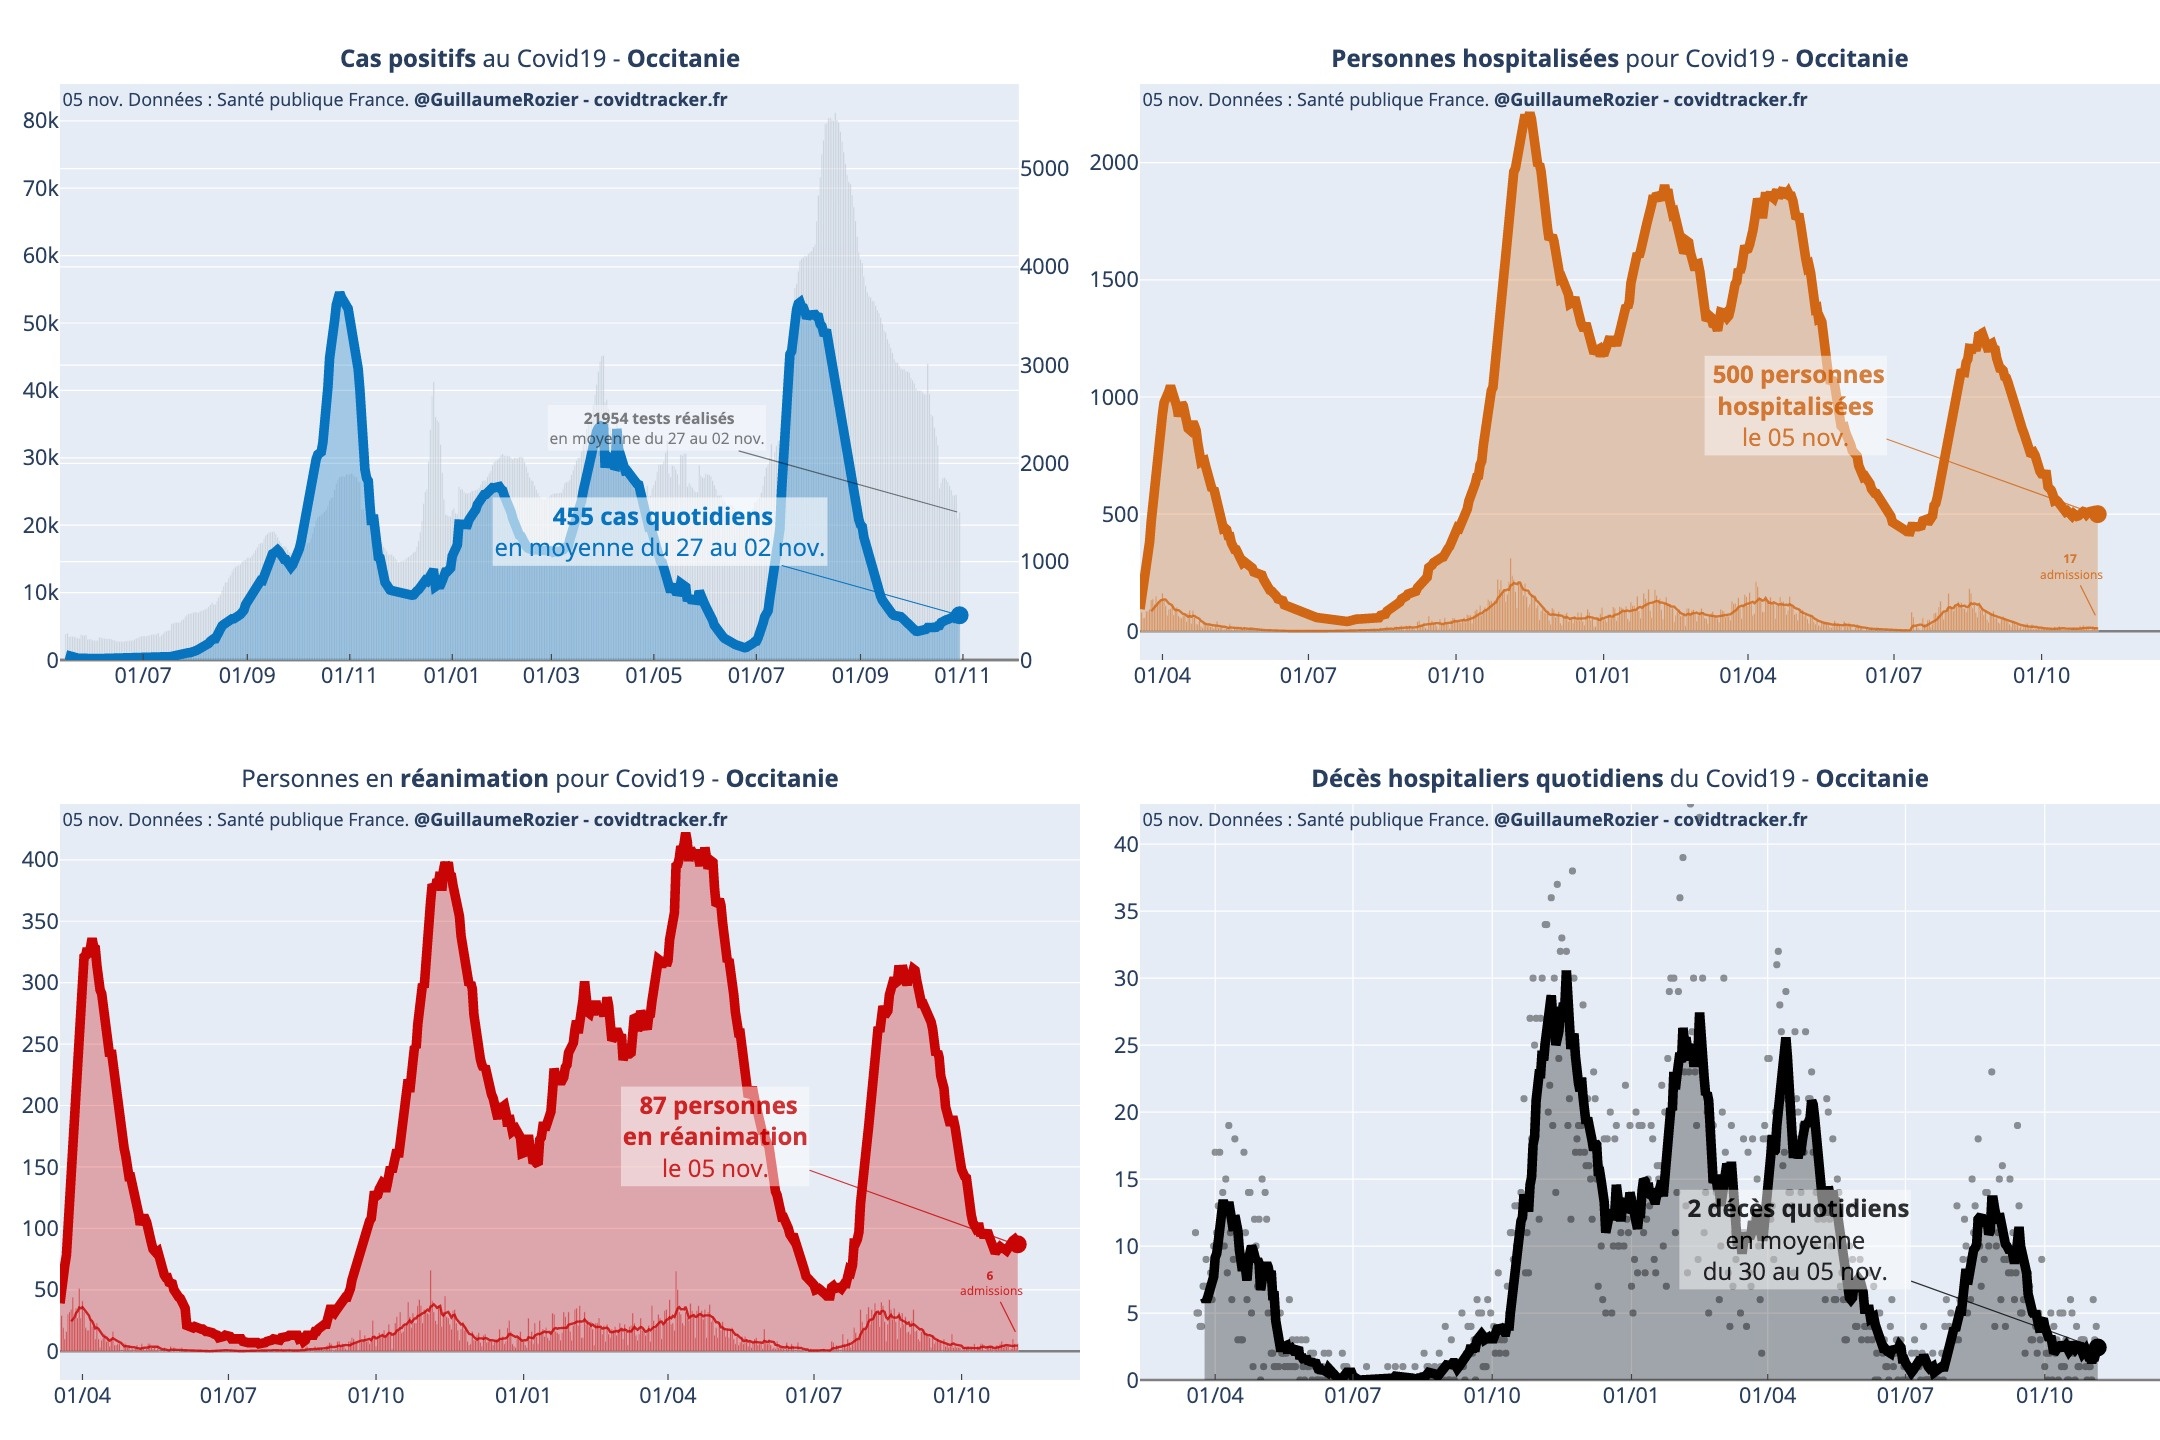 Cas positifs au Covid19 - Occitanie
05 nov. Données : Santé publique France. @GuillaumeRozier - covidtracker.fr
80k
70k
60k
50k
40k
30k
20k
10k
0
5000
4000
3000
2000
1000
0
21954 tests réalisés
en moyenne du 27 au 02 nov.
455 cas quotidiens
en moyenne du 27 au 02 nov.
01/07 01/09 01/11 01/01 01/03 01/05 01/07 01/09 01/11
Personnes hospitalisées pour Covid19 - Occitanie
05 nov. Données : Santé publique France. @GuillaumeRozier - covidtracker.fr
2000
1500
1000
500
0
500 personnes
hospitalisées
le 05 nov.
17
admissions
01/04 01/07 01/10 01/01 01/04 01/07 01/10
Personnes en réanimation pour Covid19 - Occitanie
05 nov. Données : Santé publique France. @GuillaumeRozier - covidtracker.fr
400
350
300
250
200
150
100
50
0
87 personnes
en réanimation
le 05 nov.
6
admissions
01/04 01/07 01/10 01/01 01/04 01/07 01/10
Décès hospitaliers quotidiens du Covid19 - Occitanie
05 nov. Données : Santé publique France. @GuillaumeRozier - covidtracker.fr
40
35
30
25
20
15
10
5
0
2 décès quotidiens
en moyenne
du 30 au 05 nov.
01/04 01/07 01/10 01/01 01/04 01/07 01/10